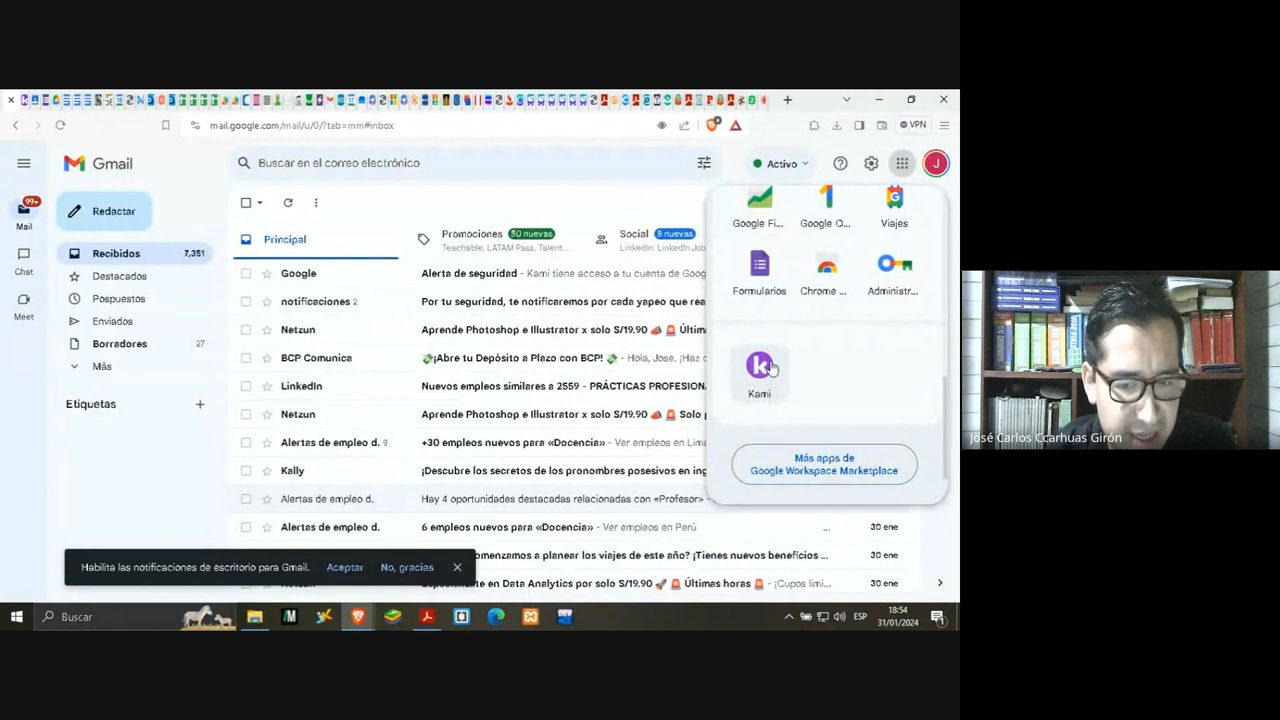 mail.google.com/mail/u/0/?tab=mm#inbox
VPN
Gmail
Buscar en el correo electrónico
Activo
J
99+
Mail
Chat
Meet
Redactar
Recibidos 7,351
Destacados
Pospuestos
Enviados
Borradores 27
Más
Etiquetas
Principal
Promociones 50 nuevas
Teachable, LATAM Pass, Talent...
Social 8 nuevas
LinkedIn, LinkedIn Job
Google Alerta de seguridad - Kami tiene acceso a tu cuenta de Goog
notificaciones 2 Por tu seguridad, te notificaremos por cada yapeo que rea
Netzun Aprende Photoshop e Illustrator x solo S/19.90 📣 🚨 Últim
BCP Comunica 💸¡Abre tu Depósito a Plazo con BCP! 💸 - Hola, Jose. ¡Haz c
LinkedIn Nuevos empleos similares a 2559 - PRÁCTICAS PROFESION
Netzun Aprende Photoshop e Illustrator x solo S/19.90 📣 🚨 Solo p
Alertas de empleo d. 9 +30 empleos nuevos para «Docencia» - Ver empleos en Lima
Kally ¡Descubre los secretos de los pronombres posesivos en ing
Alertas de empleo d. Hay 4 oportunidades destacadas relacionadas con «Profesor» -
Alertas de empleo d. 6 empleos nuevos para «Docencia» - Ver empleos en Perú ... 30 ene
omenzamos a planear los viajes de este año? ¡Tienes nuevos beneficios ... 30 ene
en Data Analytics por solo S/19.90 🚀 🚨 Últimas horas 🚨 - ¡Cupos limi... 30 ene
Google Fi...
Google O...
Viajes
Formularios
Chrome ...
Administr...
Kami
Más apps de
Google Workspace Marketplace
Habilita las notificaciones de escritorio para Gmail. Aceptar No, gracias
Buscar
ESP
18:54
31/01/2024
José Carlos Ccarhuas Girón